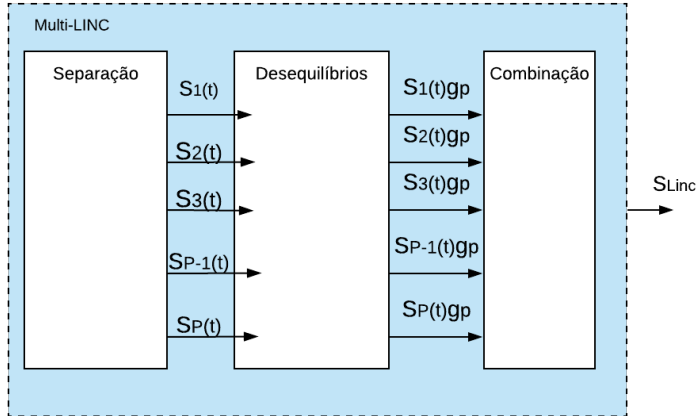 Multi-LINC
Separação
Desequilíbrios
Combinação
S1(t)
S1(t)gp
S2(t)
S2(t)gp
S3(t)
S3(t)gp
SLinc
SP-1(t)
SP-1(t)gp
SP(t)
SP(t)gp